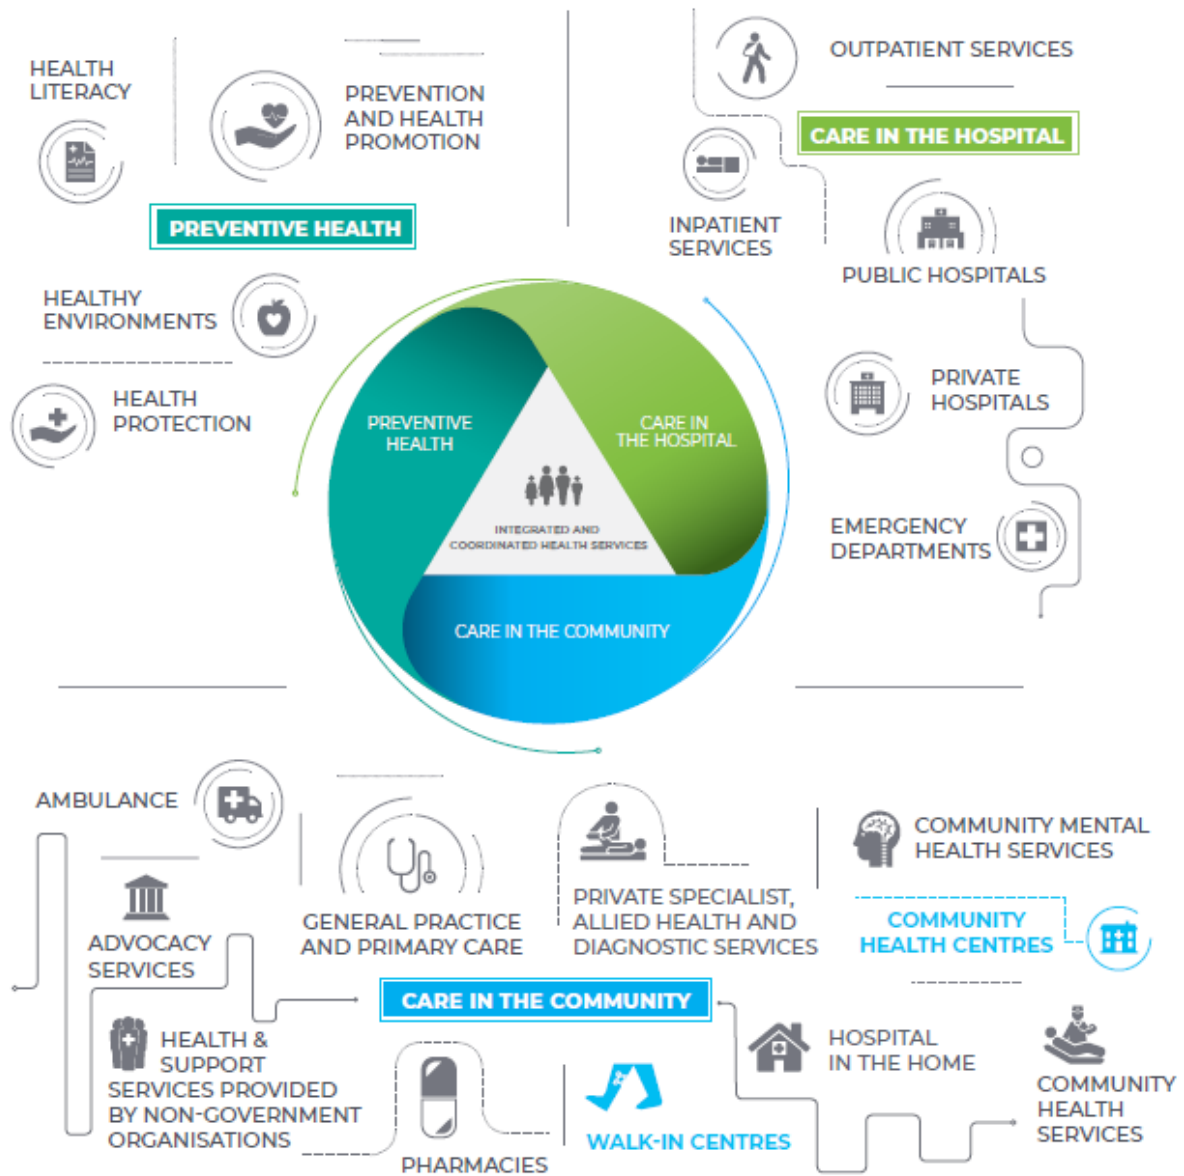 HEALTH
LITERACY
PREVENTION
AND HEALTH
PROMOTION
PREVENTIVE HEALTH
HEALTHY
ENVIRONMENTS
HEALTH
PROTECTION
OUTPATIENT SERVICES
CARE IN THE HOSPITAL
INPATIENT
SERVICES
PUBLIC HOSPITALS
PRIVATE
HOSPITALS
EMERGENCY
DEPARTMENTS
PREVENTIVE
HEALTH
CARE IN
THE HOSPITAL
INTEGRATED AND
COORDINATED HEALTH SERVICES
CARE IN THE COMMUNITY
AMBULANCE
ADVOCACY
SERVICES
GENERAL PRACTICE
AND PRIMARY CARE
PRIVATE SPECIALIST,
ALLIED HEALTH AND
DIAGNOSTIC SERVICES
COMMUNITY MENTAL
HEALTH SERVICES
COMMUNITY
HEALTH CENTRES
CARE IN THE COMMUNITY
HEALTH &
SUPPORT
SERVICES PROVIDED
BY NON-GOVERNMENT
ORGANISATIONS
PHARMACIES
WALK-IN CENTRES
HOSPITAL
IN THE HOME
COMMUNITY
HEALTH
SERVICES